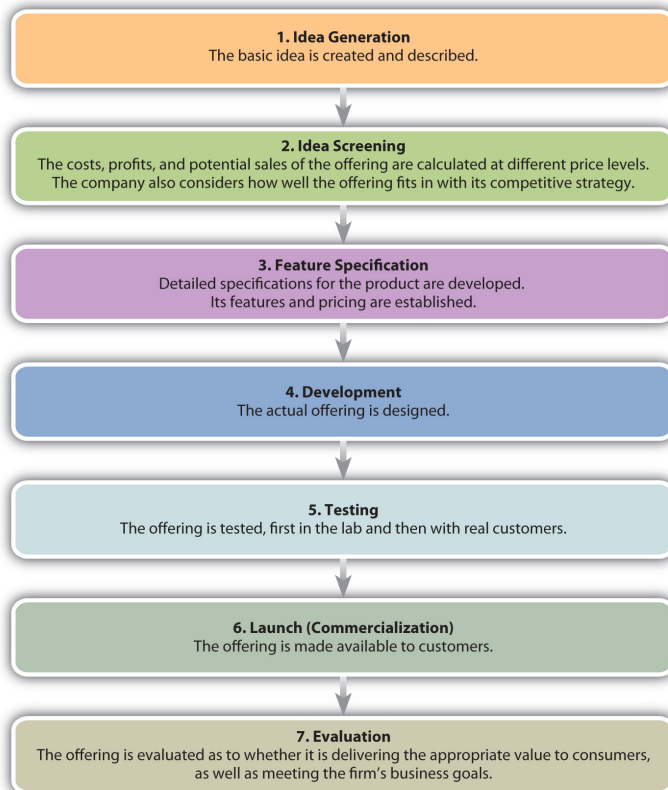 1. Idea Generation
The basic idea is created and described.
2. Idea Screening
The costs, profits, and potential sales of the offering are calculated at different price levels.
The company also considers how well the offering fits in with its competitive strategy.
3. Feature Specification
Detailed specifications for the product are developed.
Its features and pricing are established.
4. Development
The actual offering is designed.
5. Testing
The offering is tested, first in the lab and then with real customers.
6. Launch (Commercialization)
The offering is made available to customers.
7. Evaluation
The offering is evaluated as to whether it is delivering the appropriate value to consumers,
as well as meeting the firm’s business goals.